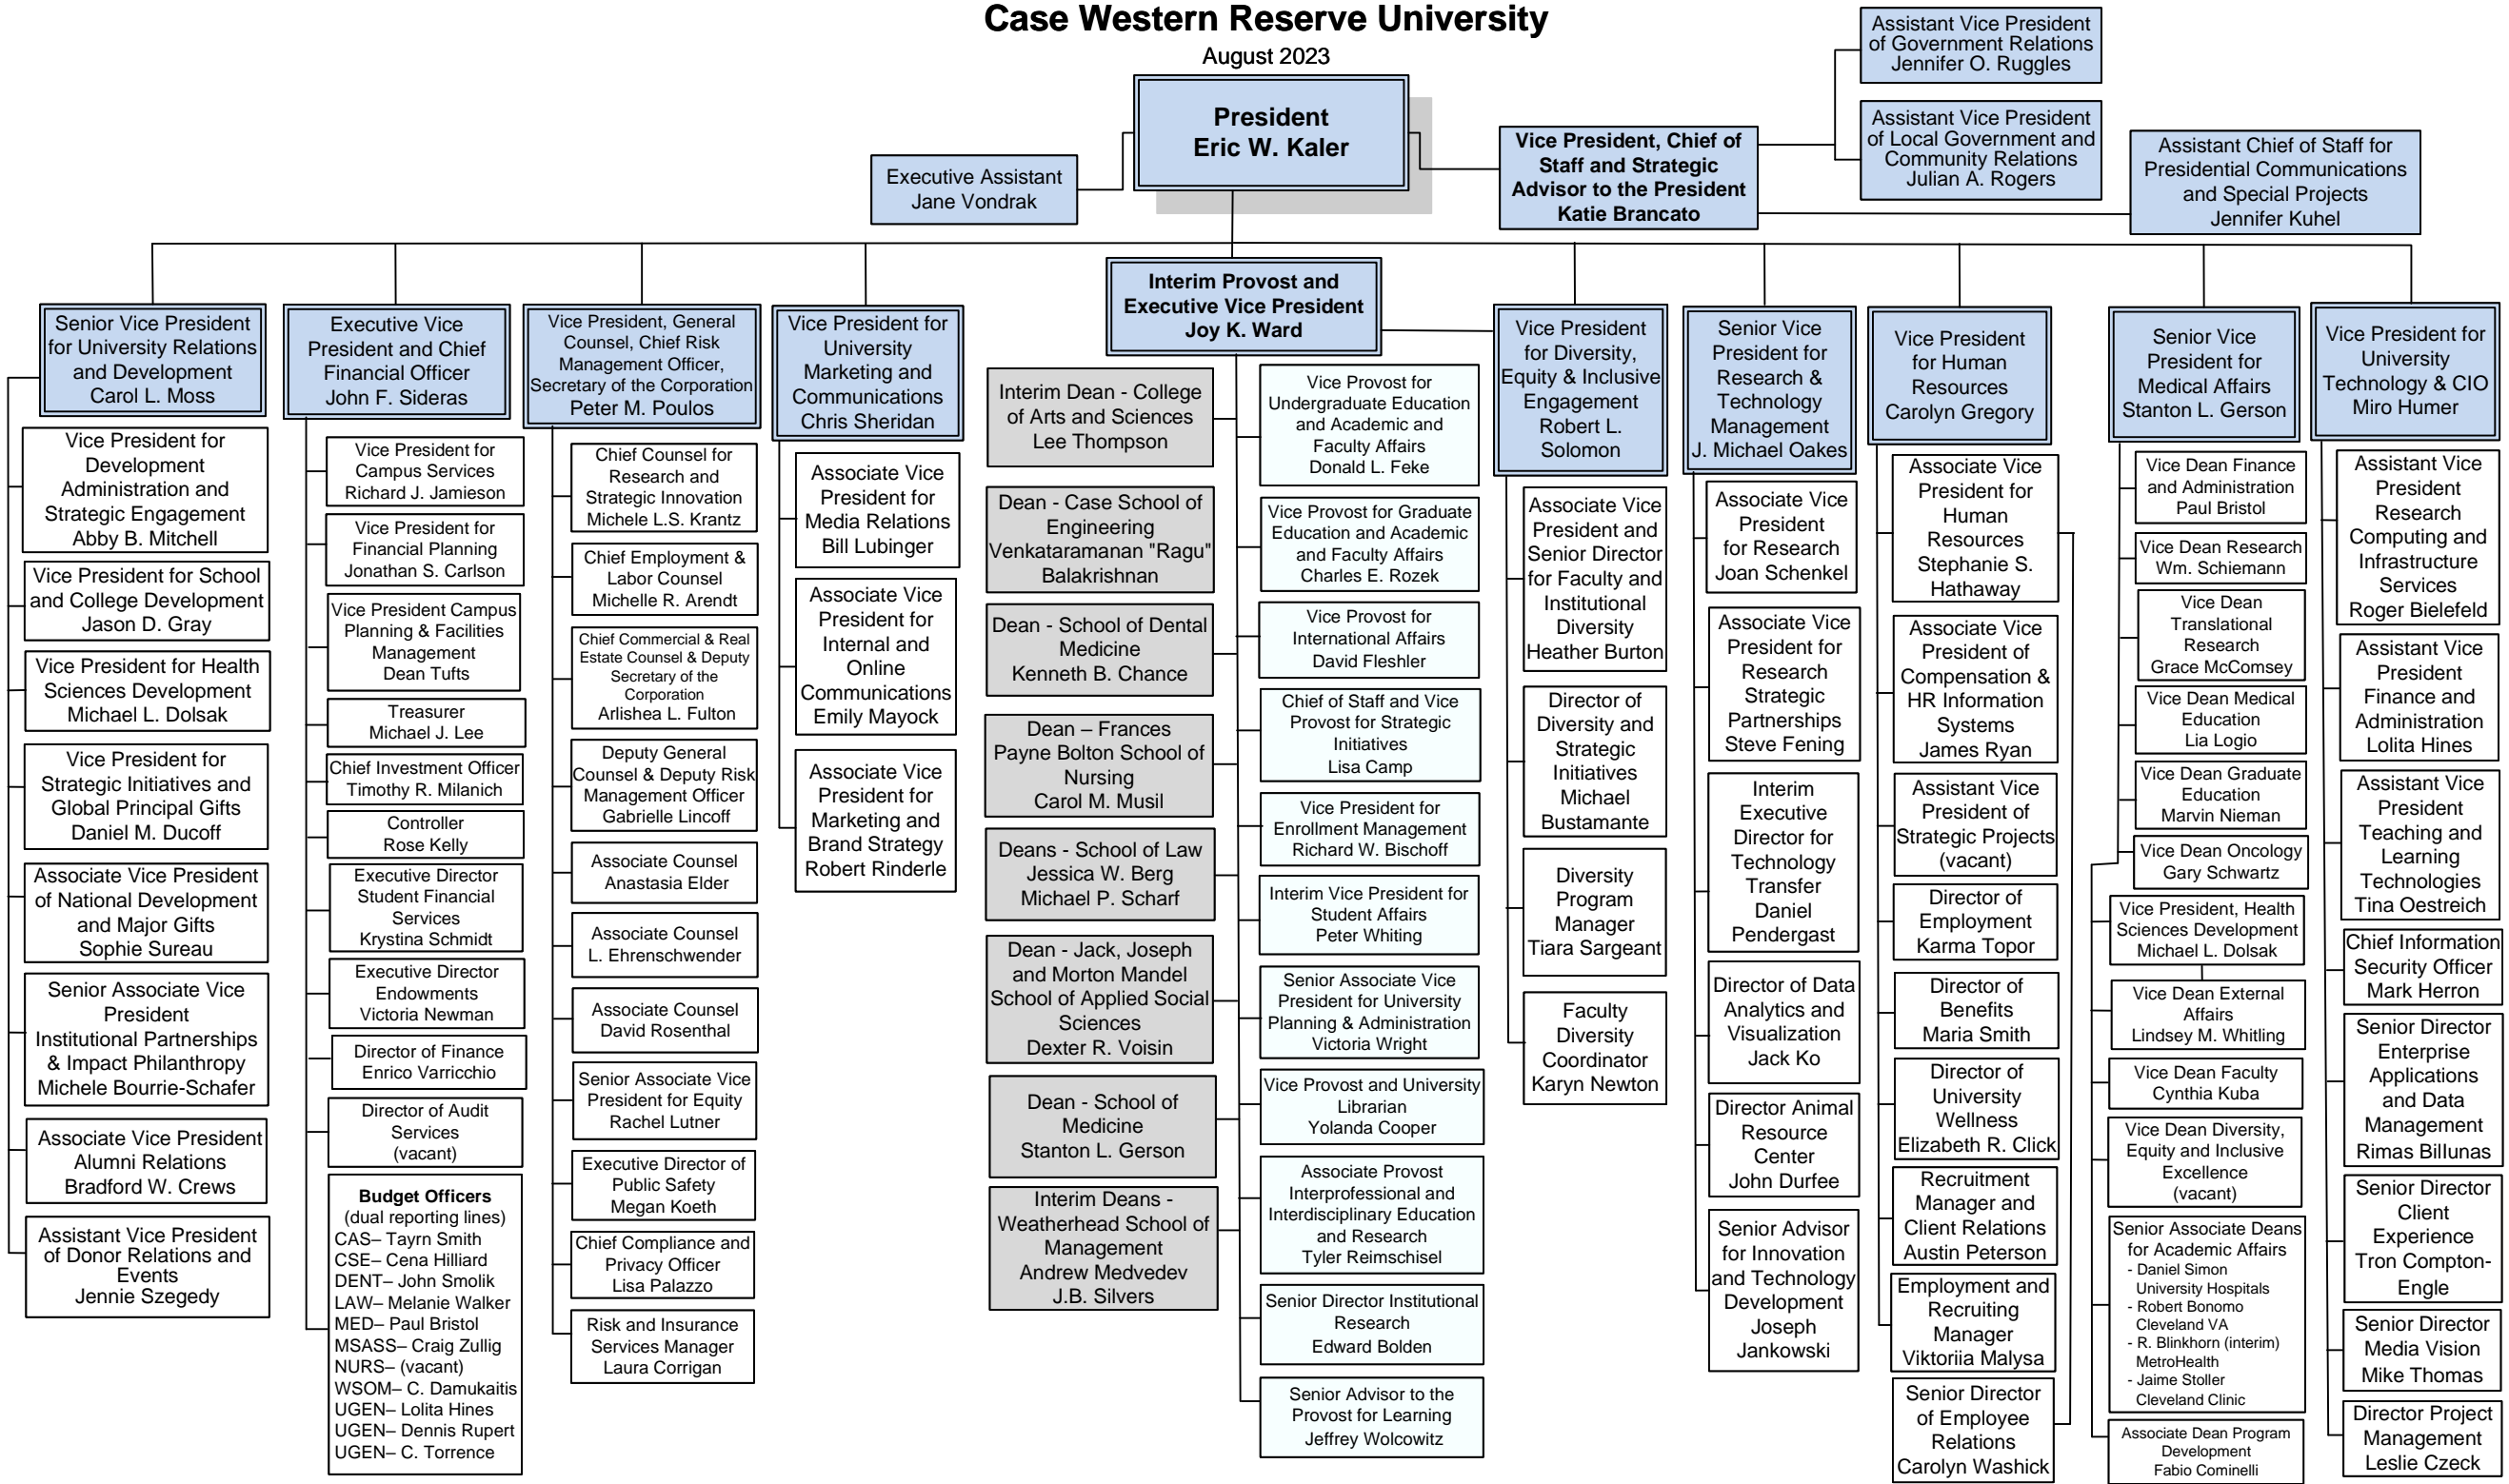 Case Western Reserve University
August 2023
President
Eric W. Kaler
Executive Assistant
Jane Vondrak
Vice President, Chief of
Staff and Strategic
Advisor to the President
Katie Brancato
Assistant Vice President
of Government Relations
Jennifer O. Ruggles
Assistant Vice President
of Local Government and
Community Relations
Julian A. Rogers
Assistant Chief of Staff for
Presidential Communications
and Special Projects
Jennifer Kuhel
Senior Vice President
for University Relations
and Development
Carol L. Moss
Vice President for
Development
Administration and
Strategic Engagement
Abby B. Mitchell
Vice President for School
and College Development
Jason D. Gray
Vice President for Health
Sciences Development
Michael L. Dolsak
Vice President for
Strategic Initiatives and
Global Principal Gifts
Daniel M. Ducoff
Associate Vice President
of National Development
and Major Gifts
Sophie Sureau
Senior Associate Vice
President
Institutional Partnerships
& Impact Philanthropy
Michele Bourrie-Schafer
Associate Vice President
Alumni Relations
Bradford W. Crews
Assistant Vice President
of Donor Relations and
Events
Jennie Szegedy
Executive Vice
President and Chief
Financial Officer
John F. Sideras
Vice President for
Campus Services
Richard J. Jamieson
Vice President for
Financial Planning
Jonathan S. Carlson
Vice President Campus
Planning & Facilities
Management
Dean Tufts
Treasurer
Michael J. Lee
Chief Investment Officer
Timothy R. Milanich
Controller
Rose Kelly
Executive Director
Student Financial
Services
Krystina Schmidt
Executive Director
Endowments
Victoria Newman
Director of Finance
Enrico Varricchio
Director of Audit
Services
(vacant)
Budget Officers
(dual reporting lines)
CAS– Tayrn Smith
CSE– Cena Hilliard
DENT– John Smolik
LAW– Melanie Walker
MED– Paul Bristol
MSASS– Craig Zullig
NURS– (vacant)
WSOM– C. Damukaitis
UGEN– Lolita Hines
UGEN– Dennis Rupert
UGEN– C. Torrence
Vice President, General
Counsel, Chief Risk
Management Officer,
Secretary of the Corporation
Peter M. Poulos
Chief Counsel for
Research and
Strategic Innovation
Michele L.S. Krantz
Chief Employment &
Labor Counsel
Michelle R. Arendt
Chief Commercial & Real
Estate Counsel & Deputy
Secretary of the
Corporation
Arlishea L. Fulton
Deputy General
Counsel & Deputy Risk
Management Officer
Gabrielle Lincoff
Associate Counsel
Anastasia Elder
Associate Counsel
L. Ehrenschwender
Associate Counsel
David Rosenthal
Senior Associate Vice
President for Equity
Rachel Lutner
Executive Director of
Public Safety
Megan Koeth
Chief Compliance and
Privacy Officer
Lisa Palazzo
Risk and Insurance
Services Manager
Laura Corrigan
Vice President for
University
Marketing and
Communications
Chris Sheridan
Associate Vice
President for
Media Relations
Bill Lubinger
Associate Vice
President for
Internal and
Online
Communications
Emily Mayock
Associate Vice
President for
Marketing and
Brand Strategy
Robert Rinderle
Interim Provost and
Executive Vice President
Joy K. Ward
Interim Dean - College
of Arts and Sciences
Lee Thompson
Dean - Case School of
Engineering
Venkataramanan "Ragu"
Balakrishnan
Dean - School of Dental
Medicine
Kenneth B. Chance
Dean – Frances
Payne Bolton School of
Nursing
Carol M. Musil
Deans - School of Law
Jessica W. Berg
Michael P. Scharf
Dean - Jack, Joseph
and Morton Mandel
School of Applied Social
Sciences
Dexter R. Voisin
Dean - School of
Medicine
Stanton L. Gerson
Interim Deans -
Weatherhead School of
Management
Andrew Medvedev
J.B. Silvers
Vice Provost for
Undergraduate Education
and Academic and
Faculty Affairs
Donald L. Feke
Vice Provost for Graduate
Education and Academic
and Faculty Affairs
Charles E. Rozek
Vice Provost for
International Affairs
David Fleshler
Chief of Staff and Vice
Provost for Strategic
Initiatives
Lisa Camp
Vice President for
Enrollment Management
Richard W. Bischoff
Interim Vice President for
Student Affairs
Peter Whiting
Senior Associate Vice
President for University
Planning & Administration
Victoria Wright
Vice Provost and University
Librarian
Yolanda Cooper
Associate Provost
Interprofessional and
Interdisciplinary Education
and Research
Tyler Reimschisel
Senior Director Institutional
Research
Edward Bolden
Senior Advisor to the
Provost for Learning
Jeffrey Wolcowitz
Vice President
for Diversity,
Equity & Inclusive
Engagement
Robert L.
Solomon
Associate Vice
President and
Senior Director
for Faculty and
Institutional
Diversity
Heather Burton
Director of
Diversity and
Strategic
Initiatives
Michael
Bustamante
Diversity
Program
Manager
Tiara Sargeant
Faculty
Diversity
Coordinator
Karyn Newton
Senior Vice
President for
Research &
Technology
Management
J. Michael Oakes
Associate Vice
President
for Research
Joan Schenkel
Associate Vice
President for
Research
Strategic
Partnerships
Steve Fening
Interim
Executive
Director for
Technology
Transfer
Daniel
Pendergast
Director of Data
Analytics and
Visualization
Jack Ko
Director Animal
Resource
Center
John Durfee
Senior Advisor
for Innovation
and Technology
Development
Joseph
Jankowski
Vice President
for Human
Resources
Carolyn Gregory
Associate Vice
President for
Human
Resources
Stephanie S.
Hathaway
Associate Vice
President of
Compensation &
HR Information
Systems
James Ryan
Assistant Vice
President of
Strategic Projects
(vacant)
Director of
Employment
Karma Topor
Director of
Benefits
Maria Smith
Director of
University
Wellness
Elizabeth R. Click
Recruitment
Manager and
Client Relations
Austin Peterson
Employment and
Recruiting
Manager
Viktoriia Malysa
Senior Director
of Employee
Relations
Carolyn Washick
Senior Vice
President for
Medical Affairs
Stanton L. Gerson
Vice Dean Finance
and Administration
Paul Bristol
Vice Dean Research
Wm. Schiemann
Vice Dean
Translational
Research
Grace McComsey
Vice Dean Medical
Education
Lia Logio
Vice Dean Graduate
Education
Marvin Nieman
Vice Dean Oncology
Gary Schwartz
Vice President, Health
Sciences Development
Michael L. Dolsak
Vice Dean External
Affairs
Lindsey M. Whitling
Vice Dean Faculty
Cynthia Kuba
Vice Dean Diversity,
Equity and Inclusive
Excellence
(vacant)
Senior Associate Deans
for Academic Affairs
- Daniel Simon
University Hospitals
- Robert Bonomo
Cleveland VA
- R. Blinkhorn (interim)
MetroHealth
- Jaime Stoller
Cleveland Clinic
Associate Dean Program
Development
Fabio Cominelli
Vice President for
University
Technology & CIO
Miro Humer
Assistant Vice
President
Research
Computing and
Infrastructure
Services
Roger Bielefeld
Assistant Vice
President
Finance and
Administration
Lolita Hines
Assistant Vice
President
Teaching and
Learning
Technologies
Tina Oestreich
Chief Information
Security Officer
Mark Herron
Senior Director
Enterprise
Applications
and Data
Management
Rimas Billunas
Senior Director
Client
Experience
Tron Compton-
Engle
Senior Director
Media Vision
Mike Thomas
Director Project
Management
Leslie Czeck